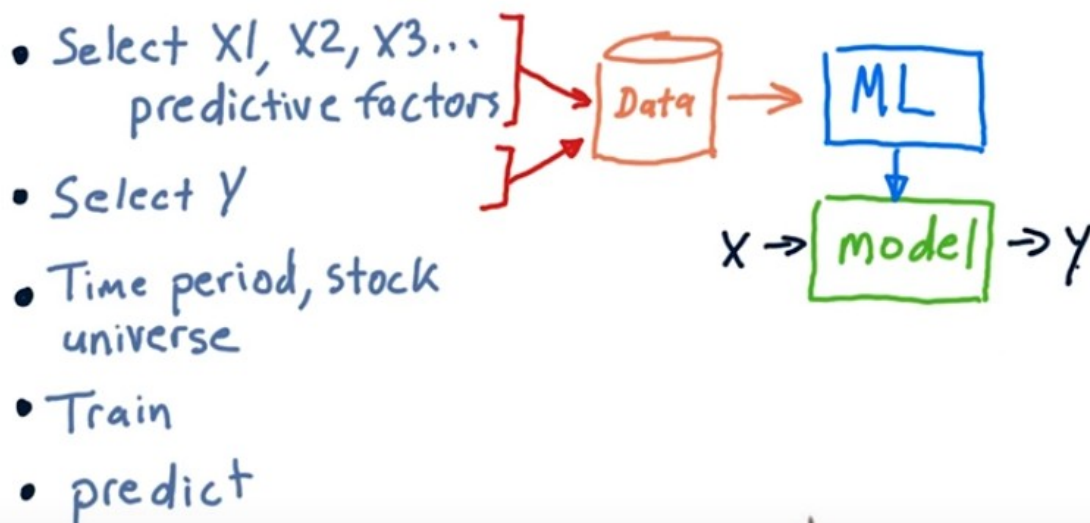 • Select X1, X2, X3...
predictive factors
• Select Y
• Time period, stock
universe
• Train
• predict
Data
ML
X → model → Y